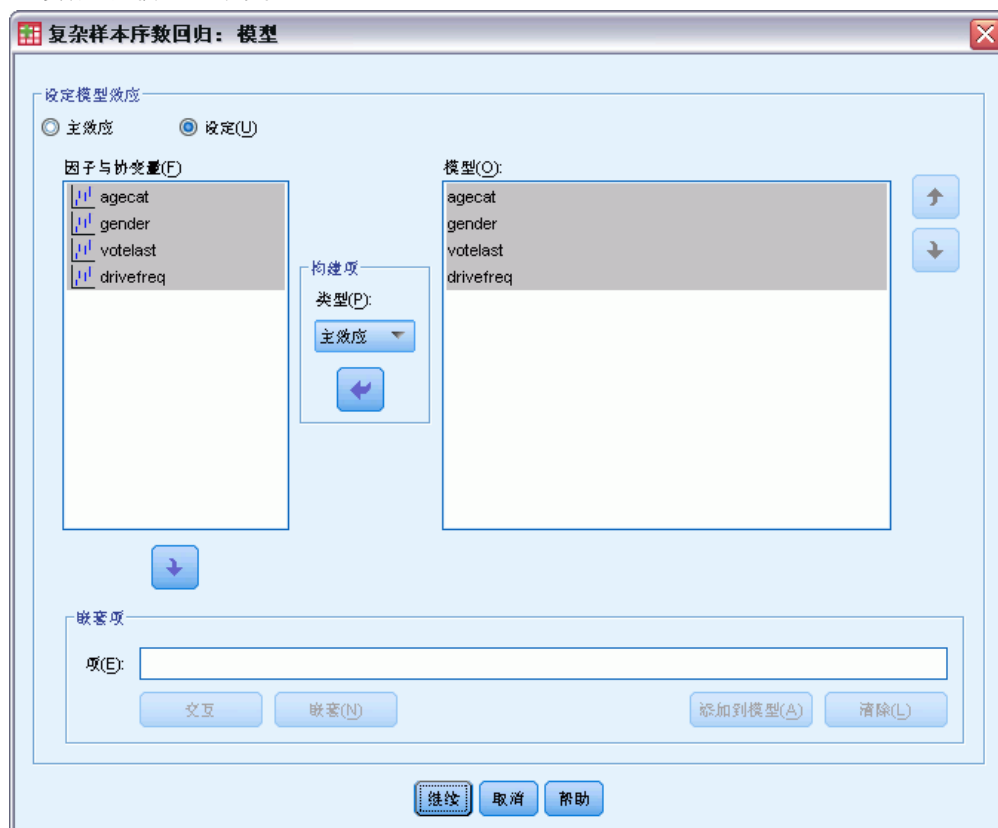 复杂样本序数回归：模型
设定模型效应
主效应 设定(U)
因子与协变量(F)
agecat
gender
votelast
drivefreq
构建项
类型(P):
主效应
模型(O):
agecat
gender
votelast
drivefreq
嵌套项
项(E):
交互 嵌套(N) 添加到模型(A) 清除(L)
继续 取消 帮助